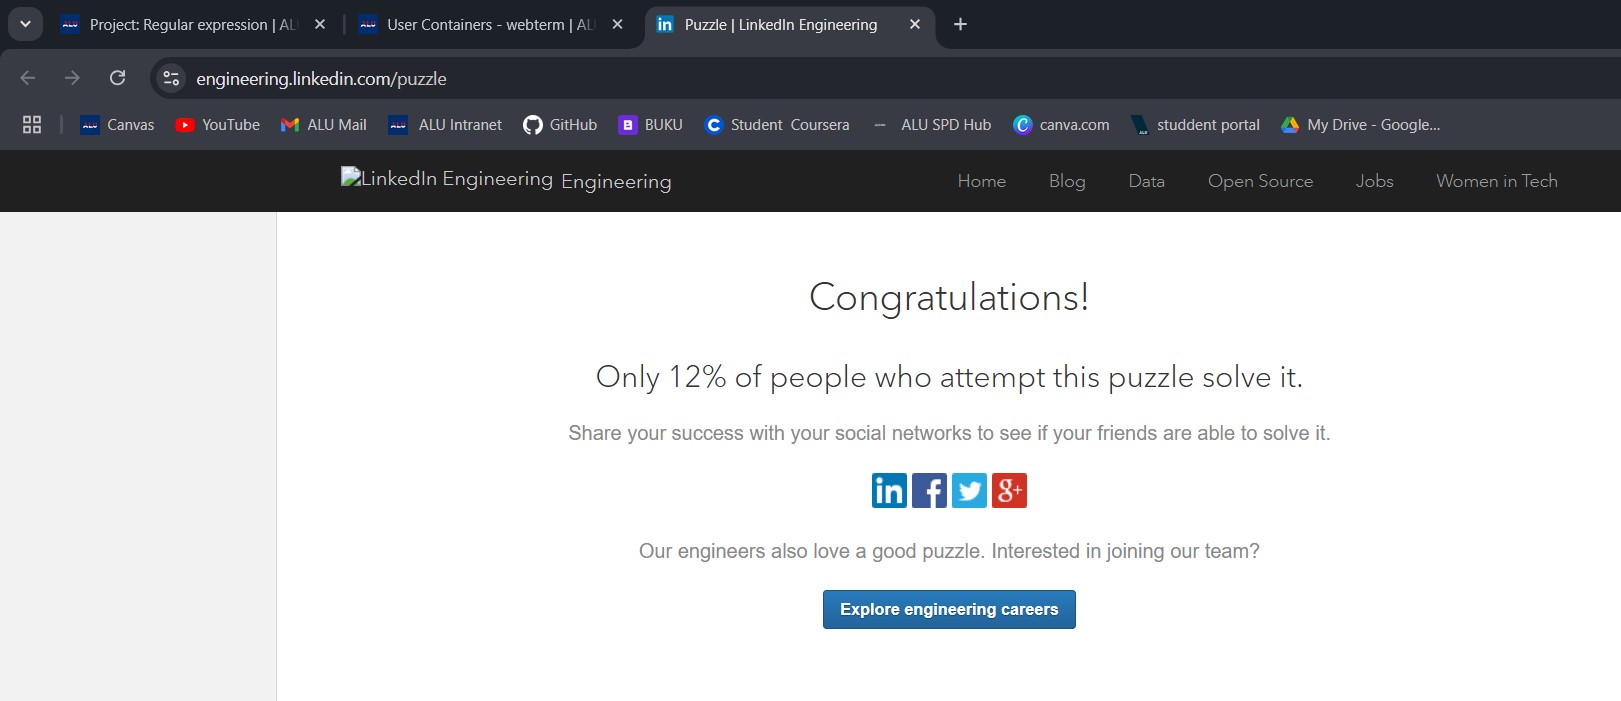 Project: Regular expression | AL
User Containers - webterm | AL
Puzzle | LinkedIn Engineering
engineering.linkedin.com/puzzle
Canvas
YouTube
ALU Mail
ALU Intranet
GitHub
BUKU
Student Coursera
ALU SPD Hub
canva.com
studdent portal
My Drive - Google...
LinkedIn Engineering Engineering
Home
Blog
Data
Open Source
Jobs
Women in Tech
Congratulations!
Only 12% of people who attempt this puzzle solve it.
Share your success with your social networks to see if your friends are able to solve it.
Our engineers also love a good puzzle. Interested in joining our team?
Explore engineering careers